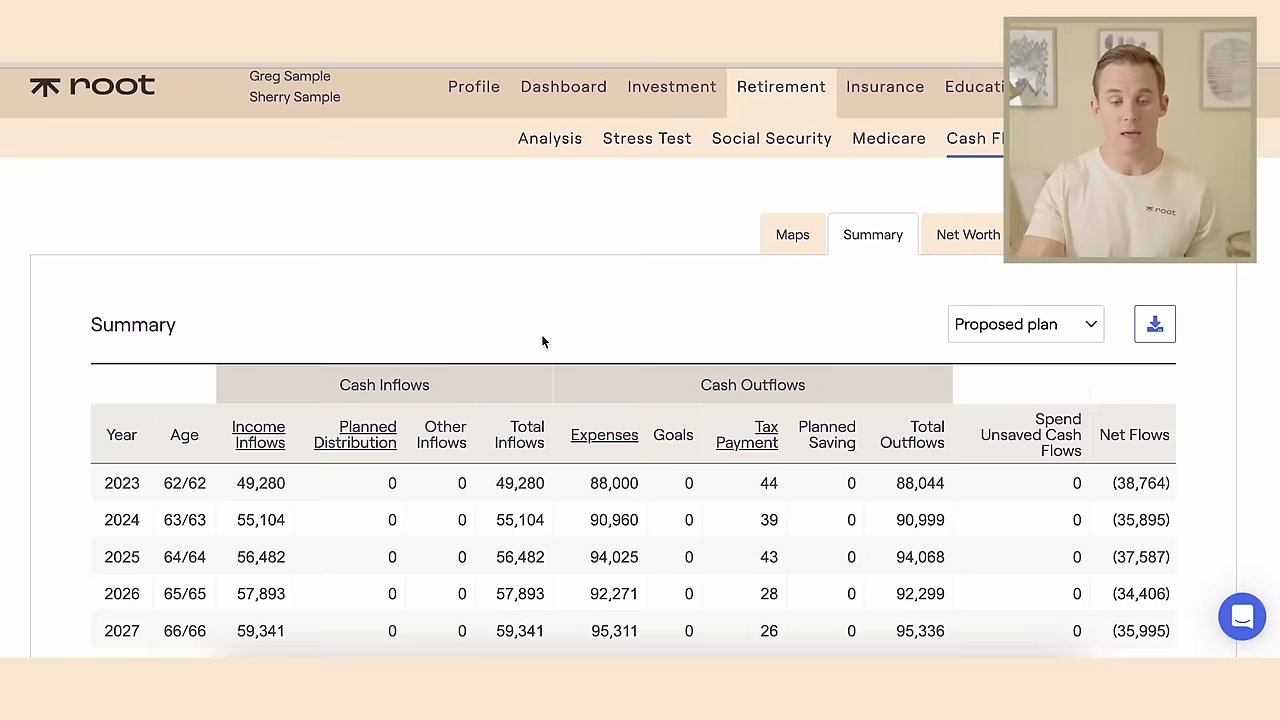 root
Greg Sample
Sherry Sample
Profile Dashboard Investment Retirement Insurance
Analysis Stress Test Social Security Medicare Cash
Maps Summary Net Worth
Summary
Proposed plan
Cash Inflows Cash Outflows
Year Age Income Inflows Planned Distribution Other Inflows Total Inflows Expenses Goals Tax Payment Planned Saving Total Outflows Spend Unsaved Cash Flows Net Flows
2023 62/62 49,280 0 0 49,280 88,000 0 44 0 88,044 0 (38,764)
2024 63/63 55,104 0 0 55,104 90,960 0 39 0 90,999 0 (35,895)
2025 64/64 56,482 0 0 56,482 94,025 0 43 0 94,068 0 (37,587)
2026 65/65 57,893 0 0 57,893 92,271 0 28 0 92,299 0 (34,406)
2027 66/66 59,341 0 0 59,341 95,311 0 26 0 95,336 0 (35,995)
root